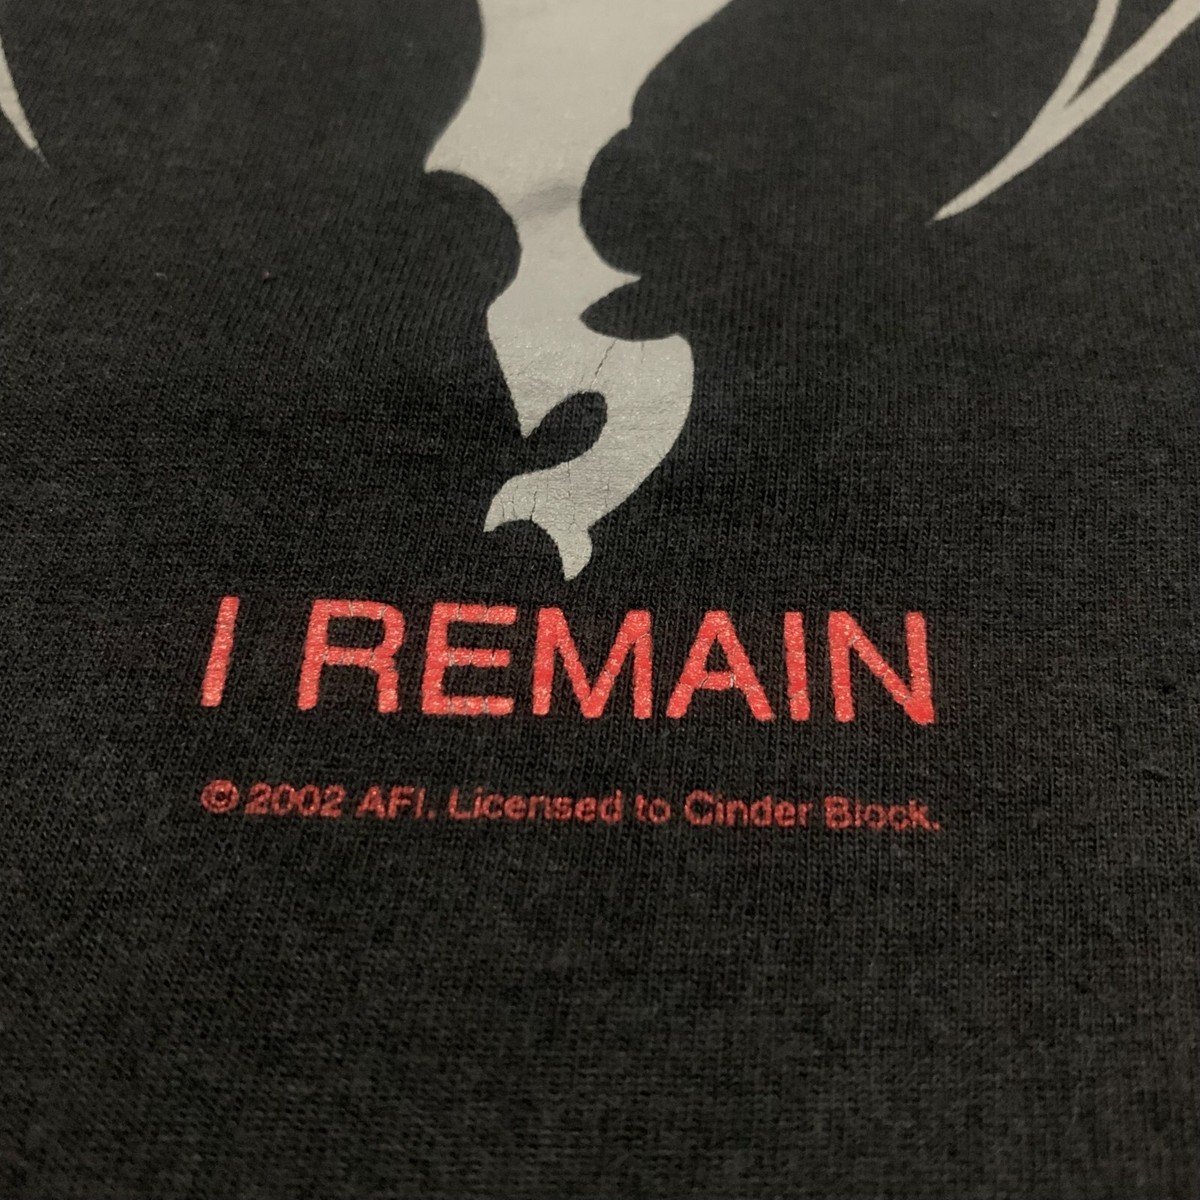 I REMAIN
© 2002 AFI. Licensed to Cinder Block.